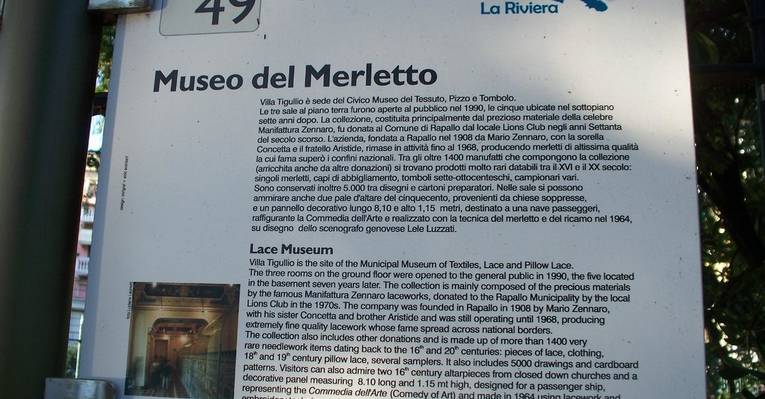 49
La Riviera
Museo del Merletto
Villa Tigullio è sede del Civico Museo del Tessuto, Pizzo e Tombolo.
Le tre sale al piano terra furono aperte al pubblico nel 1990, le cinque ubicate nel sottopiano
sette anni dopo. La collezione, costituita principalmente dal prezioso materiale della celebre
Manifattura Zennaro, fu donata al Comune di Rapallo dal locale Lions Club negli anni Settanta
del secolo scorso. L'azienda, fondata a Rapallo nel 1908 da Mario Zennaro, con la sorella
Concetta e il fratello Aristide, rimase in attività fino al 1968, producendo merletti di altissima qualità
la cui fama superò i confini nazionali. Tra gli oltre 1400 manufatti che compongono la collezione
(arricchita anche da altre donazioni) si trovano prodotti molto rari databili tra il XVI e il XX secolo:
singoli merletti, capi di abbigliamento, tomboli sette-ottocenteschi, campionari vari.
Sono conservati inoltre 5.000 tra disegni e cartoni preparatori. Nelle sale si possono
ammirare anche due pale d'altare del cinquecento, provenienti da chiese soppresse,
e un pannello decorativo lungo 8,10 e alto 1,15 metri, destinato a una nave passeggeri,
raffigurante la Commedia dell'Arte e realizzato con la tecnica del merletto e del ricamo nel 1964,
su disegno dello scenografo genovese Lele Luzzati.
Lace Museum
Villa Tigullio is the site of the Municipal Museum of Textiles, Lace and Pillow Lace.
The three rooms on the ground floor were opened to the general public in 1990, the five located
in the basement seven years later. The collection is mainly composed of the precious materials
by the famous Manifattura Zennaro laceworks, donated to the Rapallo Municipality by the local
Lions Club in the 1970s. The company was founded in Rapallo in 1908 by Mario Zennaro,
with his sister Concetta and brother Aristide and was still operating until 1968, producing
extremely fine quality lacework whose fame spread across national borders.
The collection also includes other donations and is made up of more than 1400 very
rare needlework items dating back to the 16th and 20th centuries: pieces of lace, clothing,
18th and 19th century pillow lace, several samplers. It also includes 5000 drawings and cardboard
patterns. Visitors can also admire two 16th century altarpieces from closed down churches and a
decorative panel measuring 8.10 long and 1.15 mt high, designed for a passenger ship,
representing the Commedia dell'Arte (Comedy of Art) and made in 1964 using lacework and